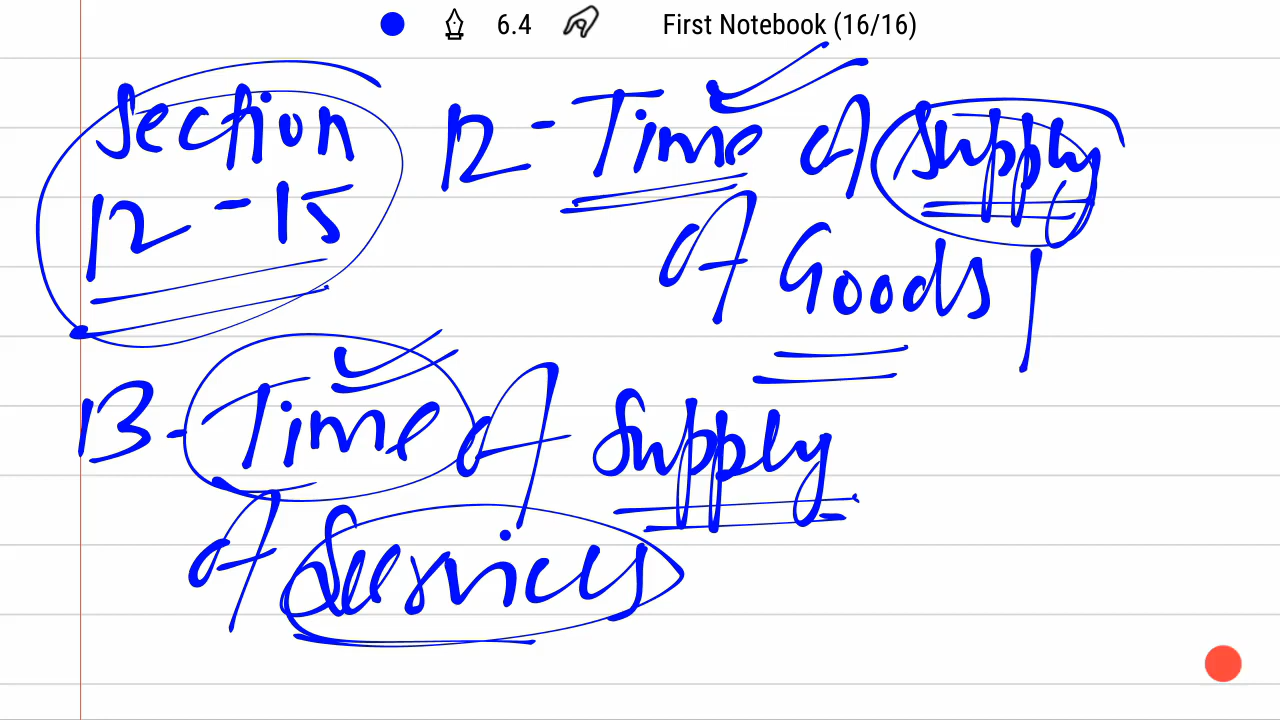 6.4 First Notebook (16/16)
Section
12-15
12 - Time of Supply
of Goods
13 - Time of Supply
of Services